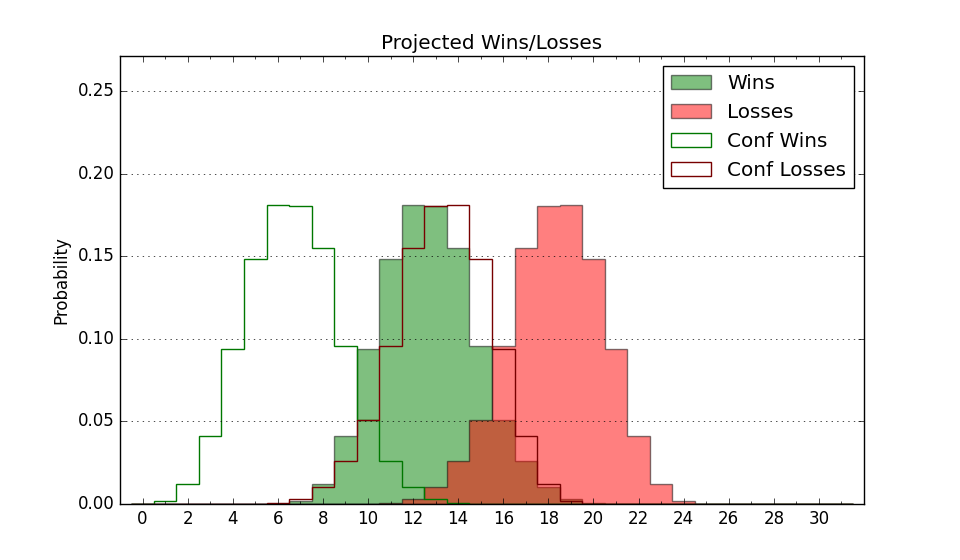 Projected Wins/Losses
Wins
Losses
Conf Wins
Conf Losses
Probability
0.25
0.20
0.15
0.10
0.05
0.00
0 2 4 6 8 10 12 14 16 18 20 22 24 26 28 30